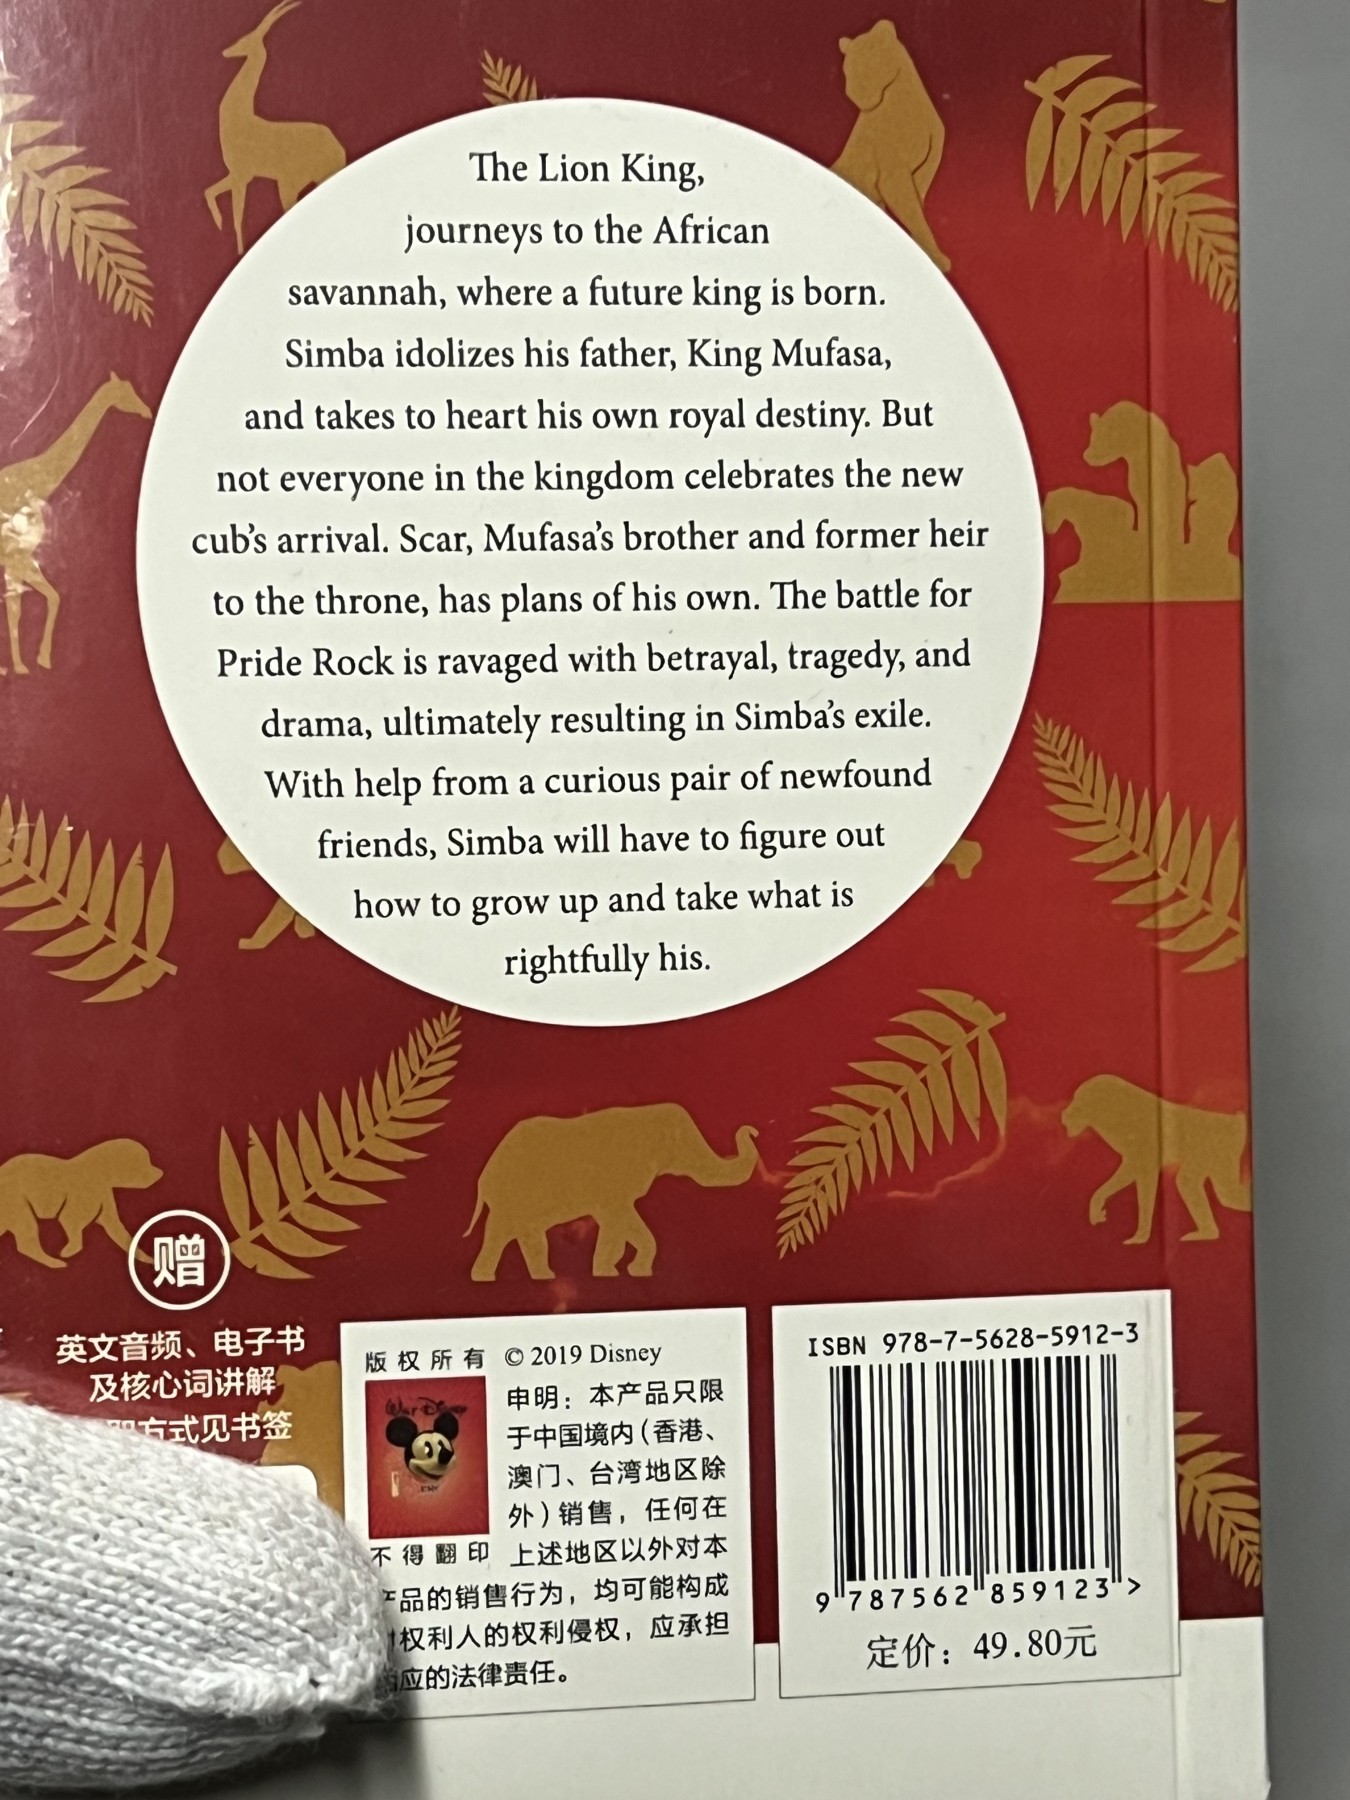 The Lion King,
journeys to the African
savannah, where a future king is born.
Simba idolizes his father, King Mufasa,
and takes to heart his own royal destiny. But
not everyone in the kingdom celebrates the new
cub's arrival. Scar, Mufasa's brother and former heir
to the throne, has plans of his own. The battle for
Pride Rock is ravaged with betrayal, tragedy, and
drama, ultimately resulting in Simba's exile.
With help from a curious pair of newfound
friends, Simba will have to figure out
how to grow up and take what is
rightfully his.
赠
英文音频、电子书
及核心词讲解
方式见书签
版权所有 © 2019 Disney
Walt Disney
不得翻印
申明：本产品只限
于中国境内（香港、
澳门、台湾地区除
外）销售，任何在
上述地区以外对本
品的销售行为，均可能构成
权利人的权利侵权，应承担
应的法律责任。
ISBN 978-7-5628-5912-3
9 787562 859123 >
定价：49.80元